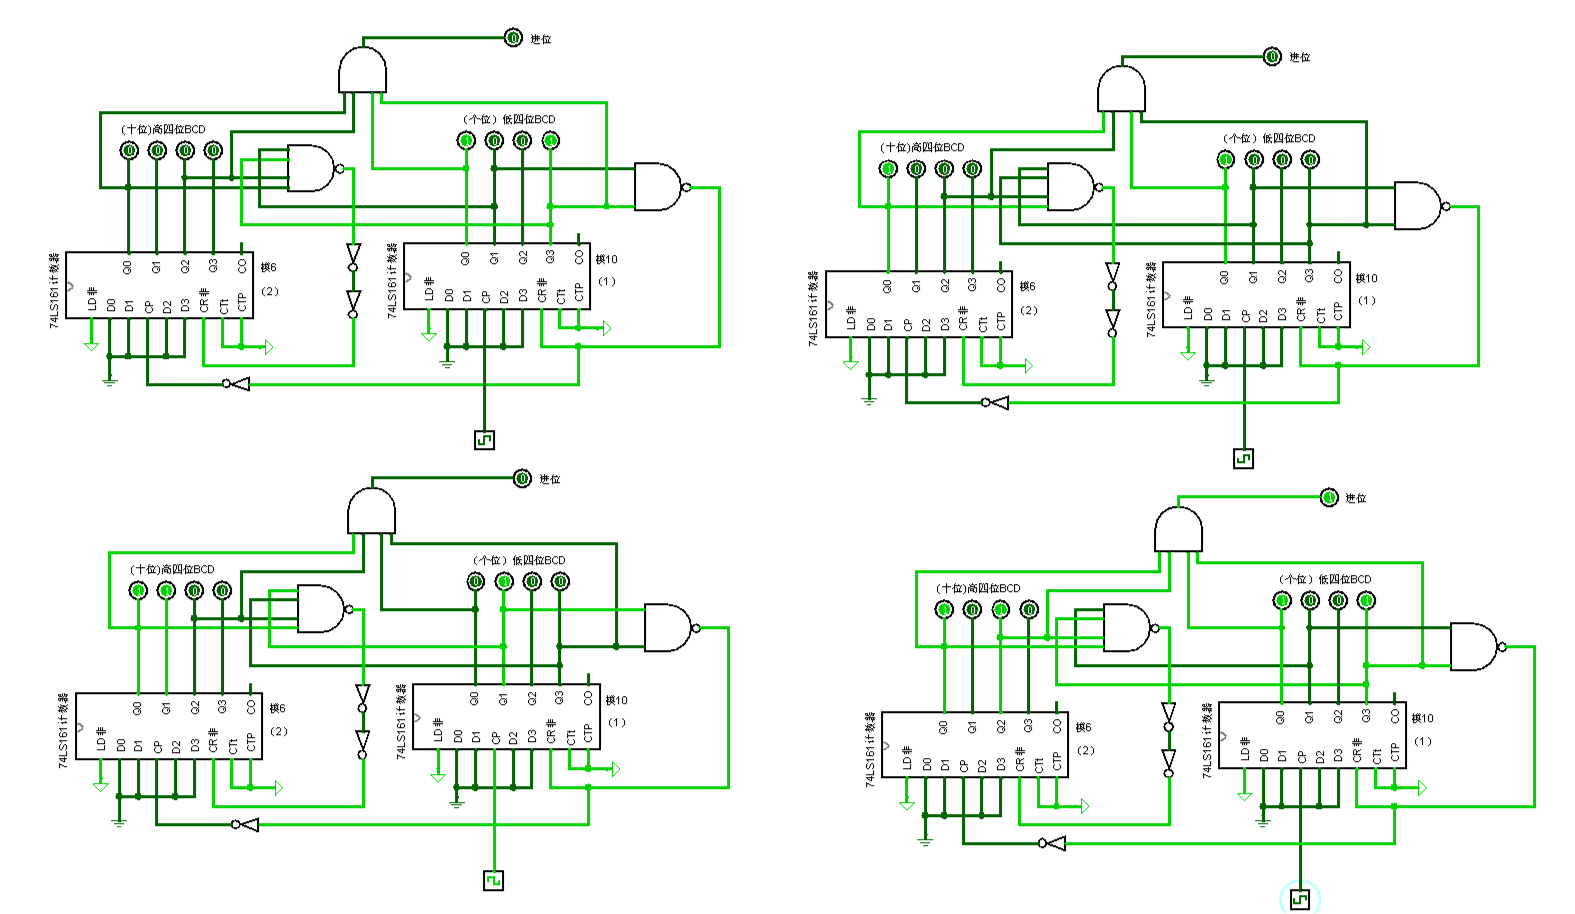 0 进位
(十位)高四位BCD
0 0 0 0
(个位) 低四位BCD
1 0 0 1
74LS161计数器
Q0 Q1 Q2 Q3 CO
LD非 D0 D1 CP D2 D3 CR非 CTt CTP
模6
(2)
74LS161计数器
Q0 Q1 Q2 Q3 CO
LD非 D0 D1 CP D2 D3 CR非 CTt CTP
模10
(1)
0 进位
(十位)高四位BCD
1 0 0 0
(个位) 低四位BCD
1 0 0 0
74LS161计数器
Q0 Q1 Q2 Q3 CO
LD非 D0 D1 CP D2 D3 CR非 CTt CTP
模6
(2)
74LS161计数器
Q0 Q1 Q2 Q3 CO
LD非 D0 D1 CP D2 D3 CR非 CTt CTP
模10
(1)
0 进位
(十位)高四位BCD
1 1 0 0
(个位) 低四位BCD
0 1 0 0
74LS161计数器
Q0 Q1 Q2 Q3 CO
LD非 D0 D1 CP D2 D3 CR非 CTt CTP
模6
(2)
74LS161计数器
Q0 Q1 Q2 Q3 CO
LD非 D0 D1 CP D2 D3 CR非 CTt CTP
模10
(1)
1 进位
(十位)高四位BCD
1 0 1 0
(个位) 低四位BCD
1 0 0 1
74LS161计数器
Q0 Q1 Q2 Q3 CO
LD非 D0 D1 CP D2 D3 CR非 CTt CTP
模6
(2)
74LS161计数器
Q0 Q1 Q2 Q3 CO
LD非 D0 D1 CP D2 D3 CR非 CTt CTP
模10
(1)